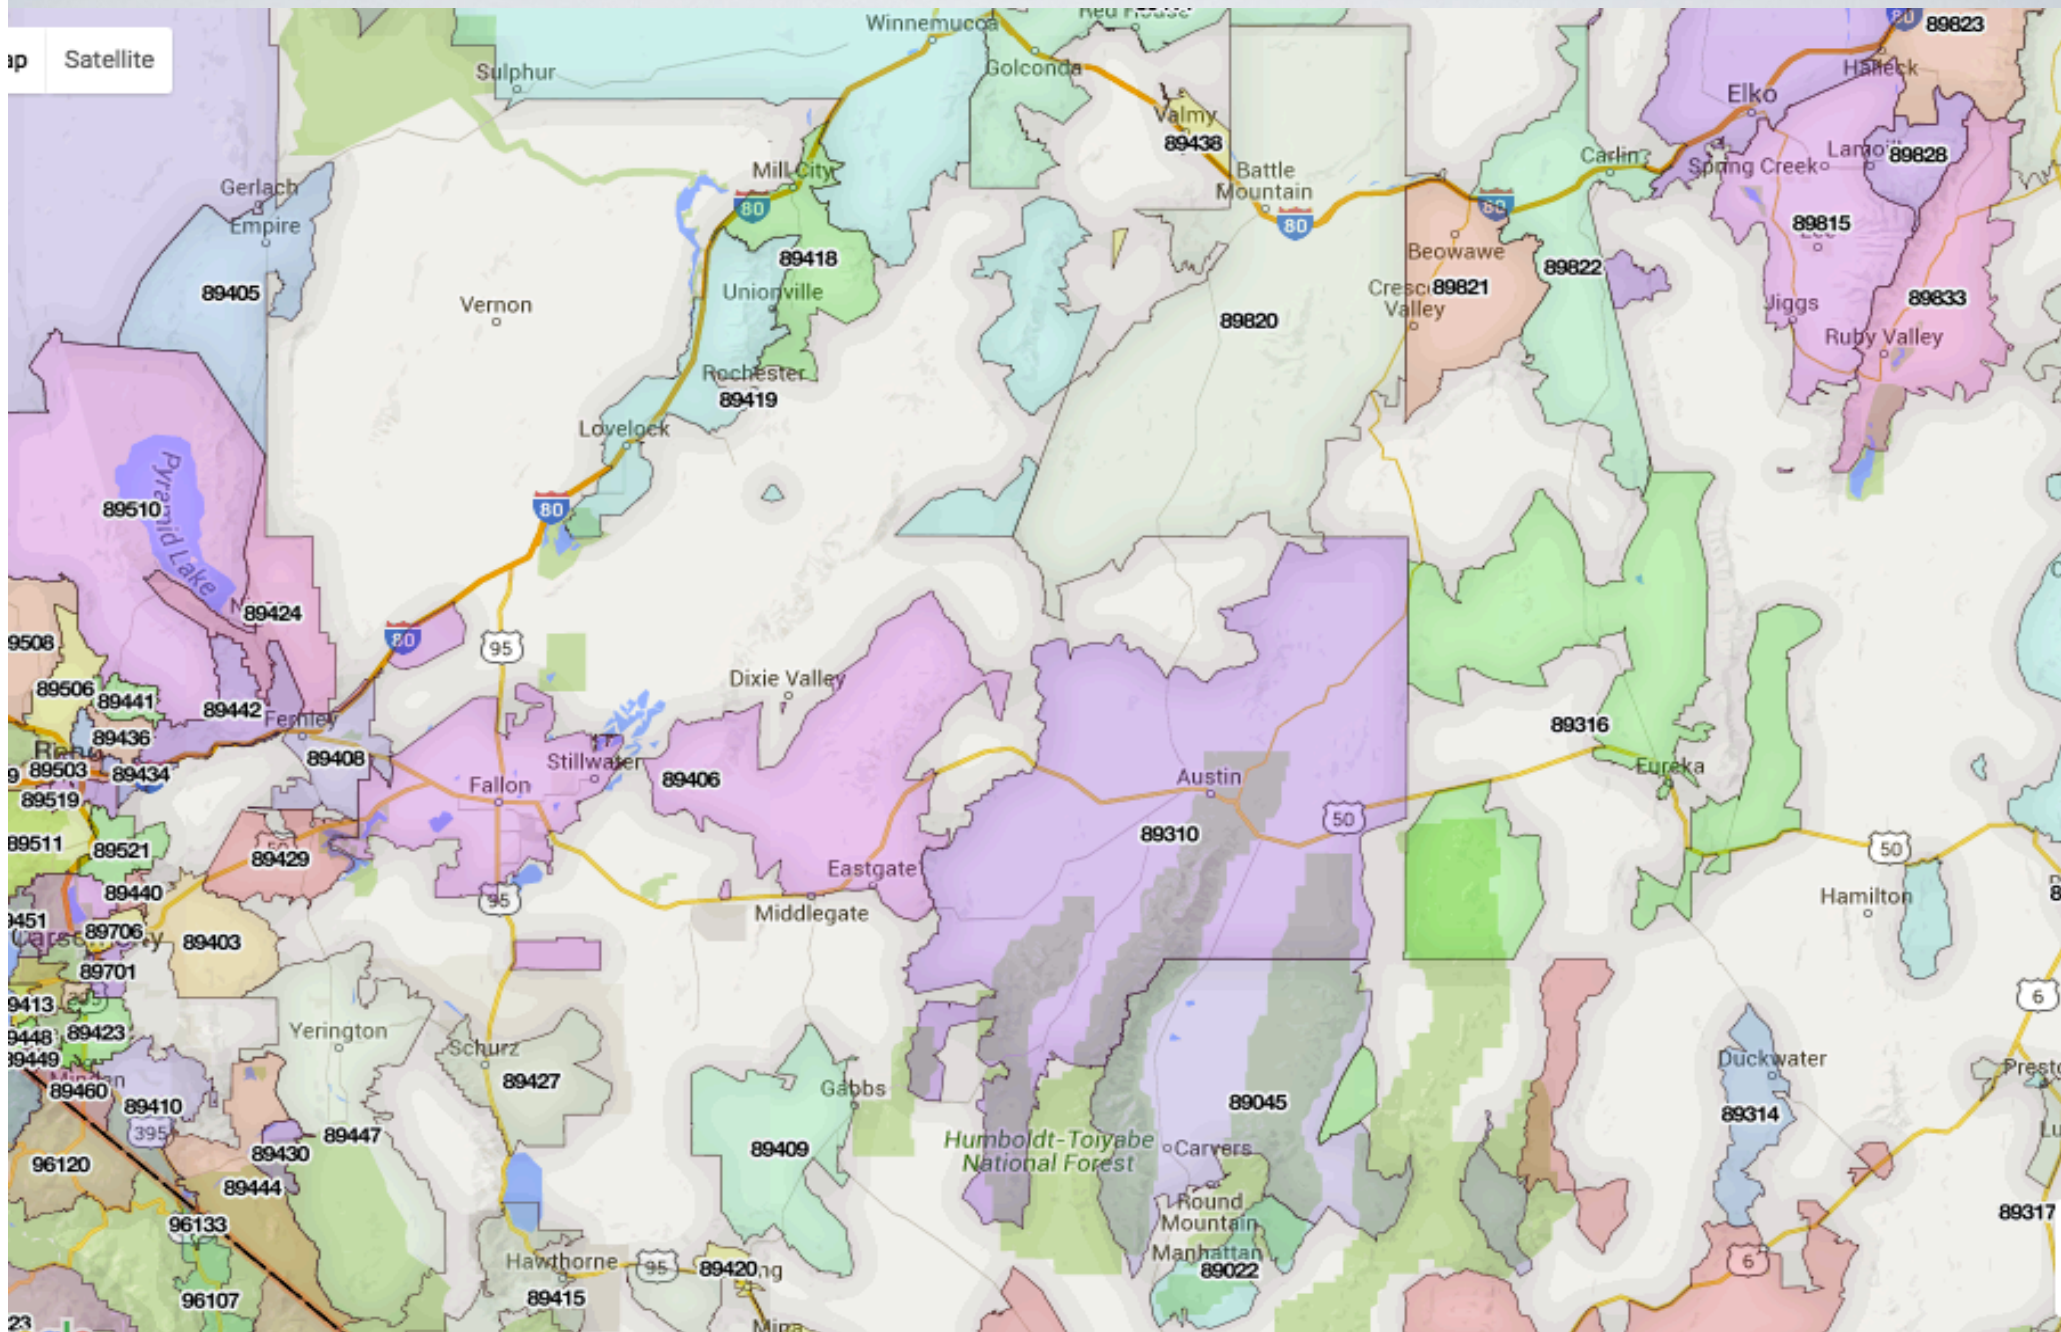 Winnemucca
89823
Satellite
Sulphur
Golconda
Halleck
Elko
Valmy
89438
Mill City
Battle
Mountain
Carlin
Spring Creek
89828
Gerlach
Empire
80
80
80
89815
89405
Vernon
89418
Unionville
Beowawe
89822
89821
Valley
89820
Jiggs
89833
Ruby Valley
Rochester
89419
Lovelock
Pyramid Lake
89510
80
89424
80
95
89506
89441
89442
Fernley
89436
89408
89503
89434
89519
Dixie Valley
Stillwater
89406
Fallon
Austin
89316
Eureka
50
50
89310
89511
89521
89429
89440
95
Eastgate
Middlegate
Hamilton
89706
89403
89701
6
89423
Yerington
Schurz
89427
Gabbs
89460
89410
395
89447
89430
89444
96120
96133
96107
89409
Humboldt-Toiyabe
National Forest
89045
Carvers
Round
Mountain
Manhattan
89022
Duckwater
89314
89317
6
Hawthorne
95
89420
89415